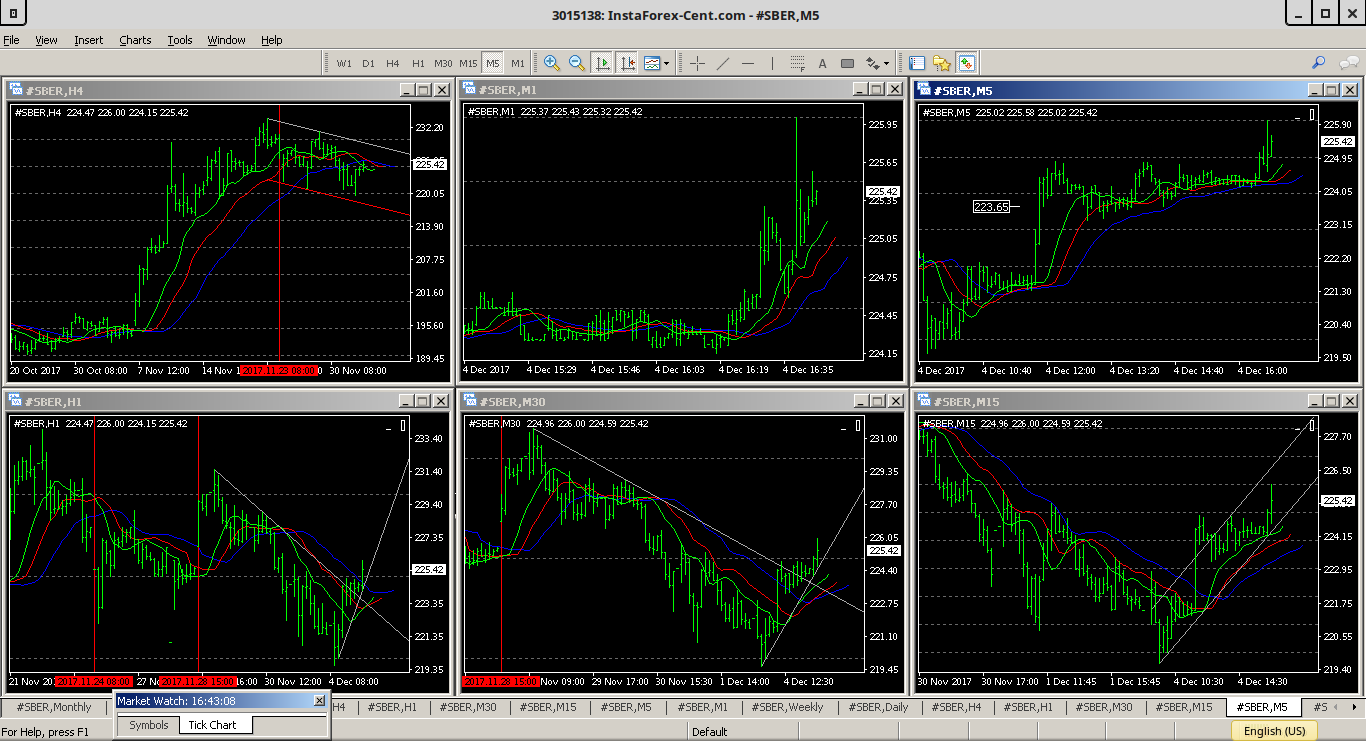 3015138: InstaForex-Cent.com - #SBER,M5
File View Insert Charts Tools Window Help
W1 D1 H4 H1 M30 M15 M5 M1
A
#SBER,H4
#SBER,H4 224.47 226.00 224.15 225.42
232.20
225.42
220.05
213.90
207.75
201.60
195.60
189.45
20 Oct 2017 30 Oct 08:00 7 Nov 12:00 14 Nov 1 2017.11.23 08:00 0 30 Nov 08:00
#SBER,M1
#SBER,M1 225.37 225.43 225.32 225.42
225.95
225.65
225.42
225.35
225.05
224.75
224.45
224.15
4 Dec 2017 4 Dec 15:29 4 Dec 15:46 4 Dec 16:03 4 Dec 16:19 4 Dec 16:35
#SBER,M5
#SBER,M5 225.02 225.58 225.02 225.42
225.90
225.42
224.95
224.05
223.65
223.15
222.20
221.30
220.40
219.50
4 Dec 2017 4 Dec 10:40 4 Dec 12:00 4 Dec 13:20 4 Dec 14:40 4 Dec 16:00
#SBER,H1
#SBER,H1 224.47 226.00 224.15 225.42
233.40
231.40
229.40
227.35
225.42
223.35
221.35
219.35
21 Nov 20 2017.11.24 08:00 27 N 2017.11.28 15:00 16:00 30 Nov 12:00 4 Dec 08:00
#SBER,M30
#SBER,M30 224.96 226.00 224.59 225.42
231.00
229.35
227.70
226.05
225.42
224.40
222.75
221.10
219.45
2017.11.28 15:00 Nov 09:00 29 Nov 17:00 30 Nov 15:30 1 Dec 14:00 4 Dec 12:30
#SBER,M15
#SBER,M15 224.96 226.00 224.59 225.42
227.70
226.50
225.42
224.15
222.95
221.75
220.55
219.40
30 Nov 2017 30 Nov 17:00 1 Dec 11:45 1 Dec 15:45 4 Dec 10:30 4 Dec 14:30
Market Watch: 16:43:08
Symbols Tick Chart
#SBER,Monthly H4 #SBER,H1 #SBER,M30 #SBER,M15 #SBER,M5 #SBER,M1 #SBER,Weekly #SBER,Daily #SBER,H4 #SBER,H1 #SBER,M30 #SBER,M15 #SBER,M5 #S
For Help, press F1 Default English (US)